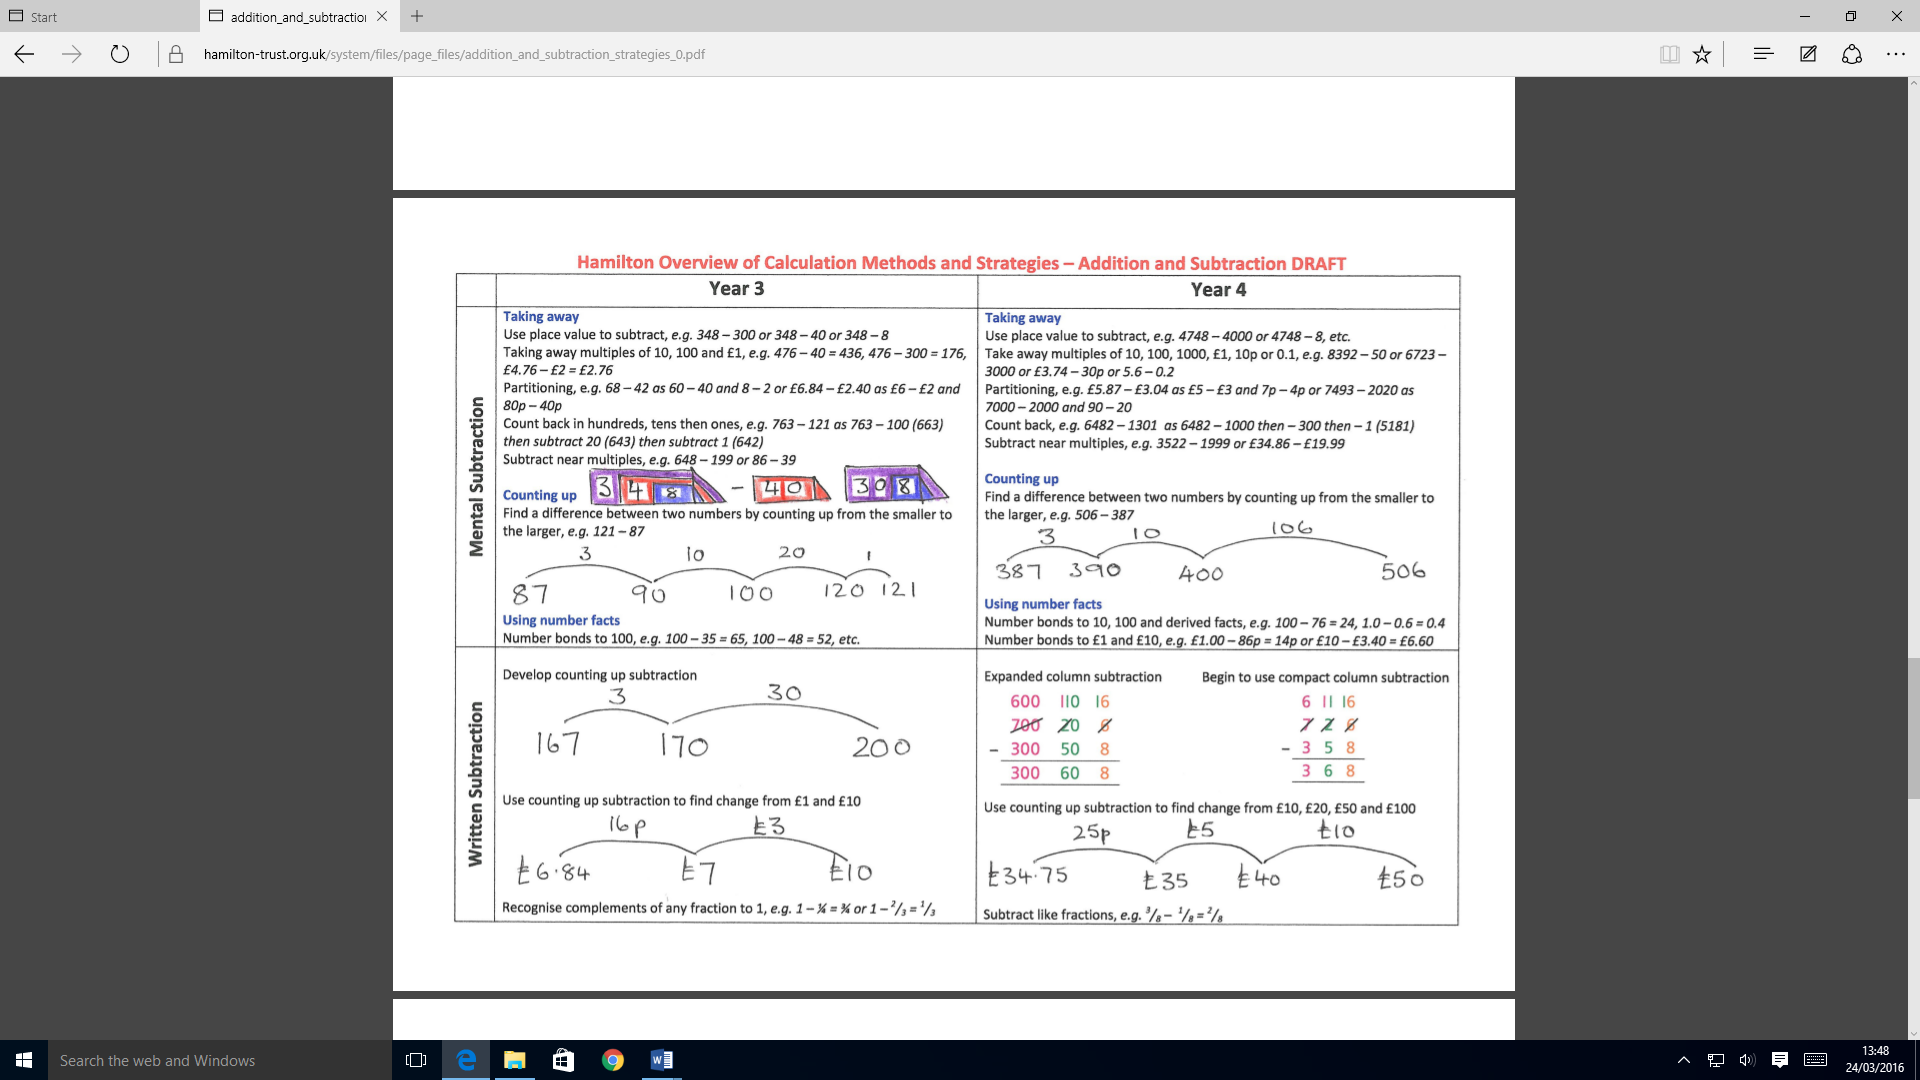 Start
addition_and_subtraction
hamilton-trust.org.uk/system/files/page_files/addition_and_subtraction_strategies_0.pdf
Hamilton Overview of Calculation Methods and Strategies – Addition and Subtraction DRAFT
Year 3
Year 4
Mental Subtraction
Taking away
Use place value to subtract, e.g. 348 – 300 or 348 – 40 or 348 – 8
Taking away multiples of 10, 100 and £1, e.g. 476 – 40 = 436, 476 – 300 = 176,
£4.76 – £2 = £2.76
Partitioning, e.g. 68 – 42 as 60 – 40 and 8 – 2 or £6.84 – £2.40 as £6 – £2 and
80p – 40p
Count back in hundreds, tens then ones, e.g. 763 – 121 as 763 – 100 (663)
then subtract 20 (643) then subtract 1 (642)
Subtract near multiples, e.g. 648 – 199 or 86 – 39
3 4 8 – 4 0 3 0 8
Counting up
Find a difference between two numbers by counting up from the smaller to
the larger, e.g. 121 – 87
3 10 20 1
87 90 100 120 121
Using number facts
Number bonds to 100, e.g. 100 – 35 = 65, 100 – 48 = 52, etc.
Taking away
Use place value to subtract, e.g. 4748 – 4000 or 4748 – 8, etc.
Take away multiples of 10, 100, 1000, £1, 10p or 0.1, e.g. 8392 – 50 or 6723 –
3000 or £3.74 – 30p or 5.6 – 0.2
Partitioning, e.g. £5.87 – £3.04 as £5 – £3 and 7p – 4p or 7493 – 2020 as
7000 – 2000 and 90 – 20
Count back, e.g. 6482 – 1301 as 6482 – 1000 then – 300 then – 1 (5181)
Subtract near multiples, e.g. 3522 – 1999 or £34.86 – £19.99
Counting up
Find a difference between two numbers by counting up from the smaller to
the larger, e.g. 506 – 387
3 10 106
387 390 400 506
Using number facts
Number bonds to 10, 100 and derived facts, e.g. 100 – 76 = 24, 1.0 – 0.6 = 0.4
Number bonds to £1 and £10, e.g. £1.00 – 86p = 14p or £10 – £3.40 = £6.60
Written Subtraction
Develop counting up subtraction
3 30
167 170 200
Use counting up subtraction to find change from £1 and £10
16p £3
£6.84 £7 £10
Recognise complements of any fraction to 1, e.g. 1 – ¼ = ¾ or 1 – 2/3 = 1/3
Expanded column subtraction
600 110 16
700 20 6
– 300 50 8
300 60 8
Begin to use compact column subtraction
6 11 16
7 2 6
– 3 5 8
3 6 8
Use counting up subtraction to find change from £10, £20, £50 and £100
25p £5 £10
£34.75 £35 £40 £50
Subtract like fractions, e.g. 3/8 – 1/8 = 2/8
Search the web and Windows
13:48
24/03/2016